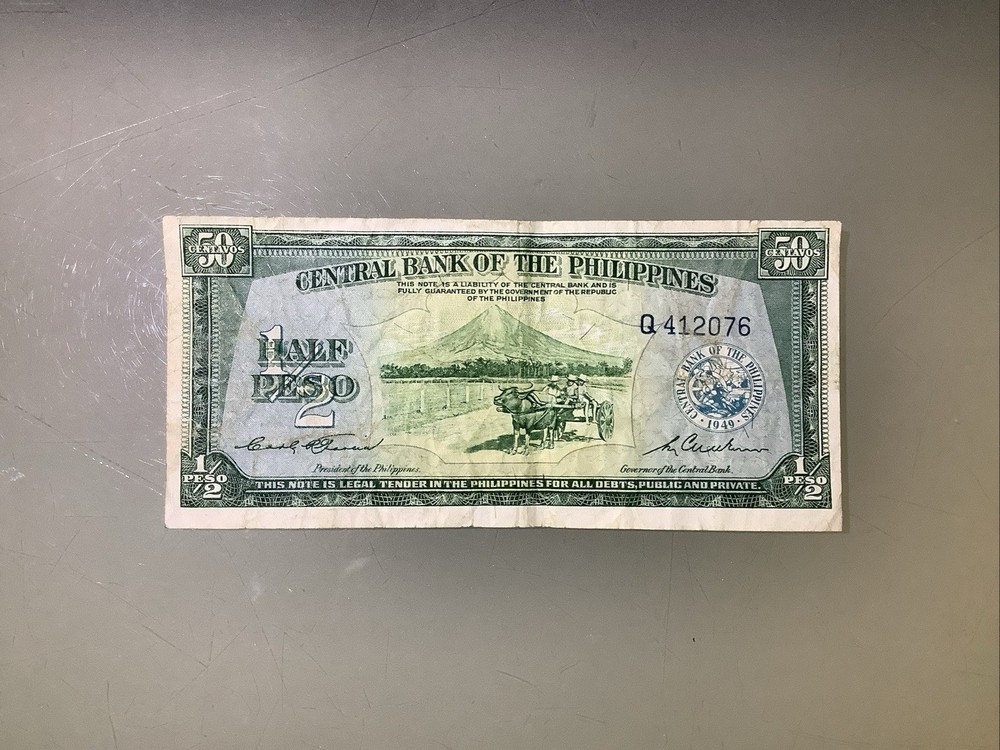 50 CENTAVOS
50 CENTAVOS
CENTRAL BANK OF THE PHILIPPINES
THIS NOTE IS A LIABILITY OF THE CENTRAL BANK AND IS
FULLY GUARANTEED BY THE GOVERNMENT OF THE REPUBLIC
OF THE PHILIPPINES
Q 412076
1/2
HALF
PESO
CENTRAL BANK OF THE PHILIPPINES
· 1949 ·
President of the Philippines.
Governor of the Central Bank.
1/2 PESO
1/2 PESO
THIS NOTE IS LEGAL TENDER IN THE PHILIPPINES FOR ALL DEBTS, PUBLIC AND PRIVATE.